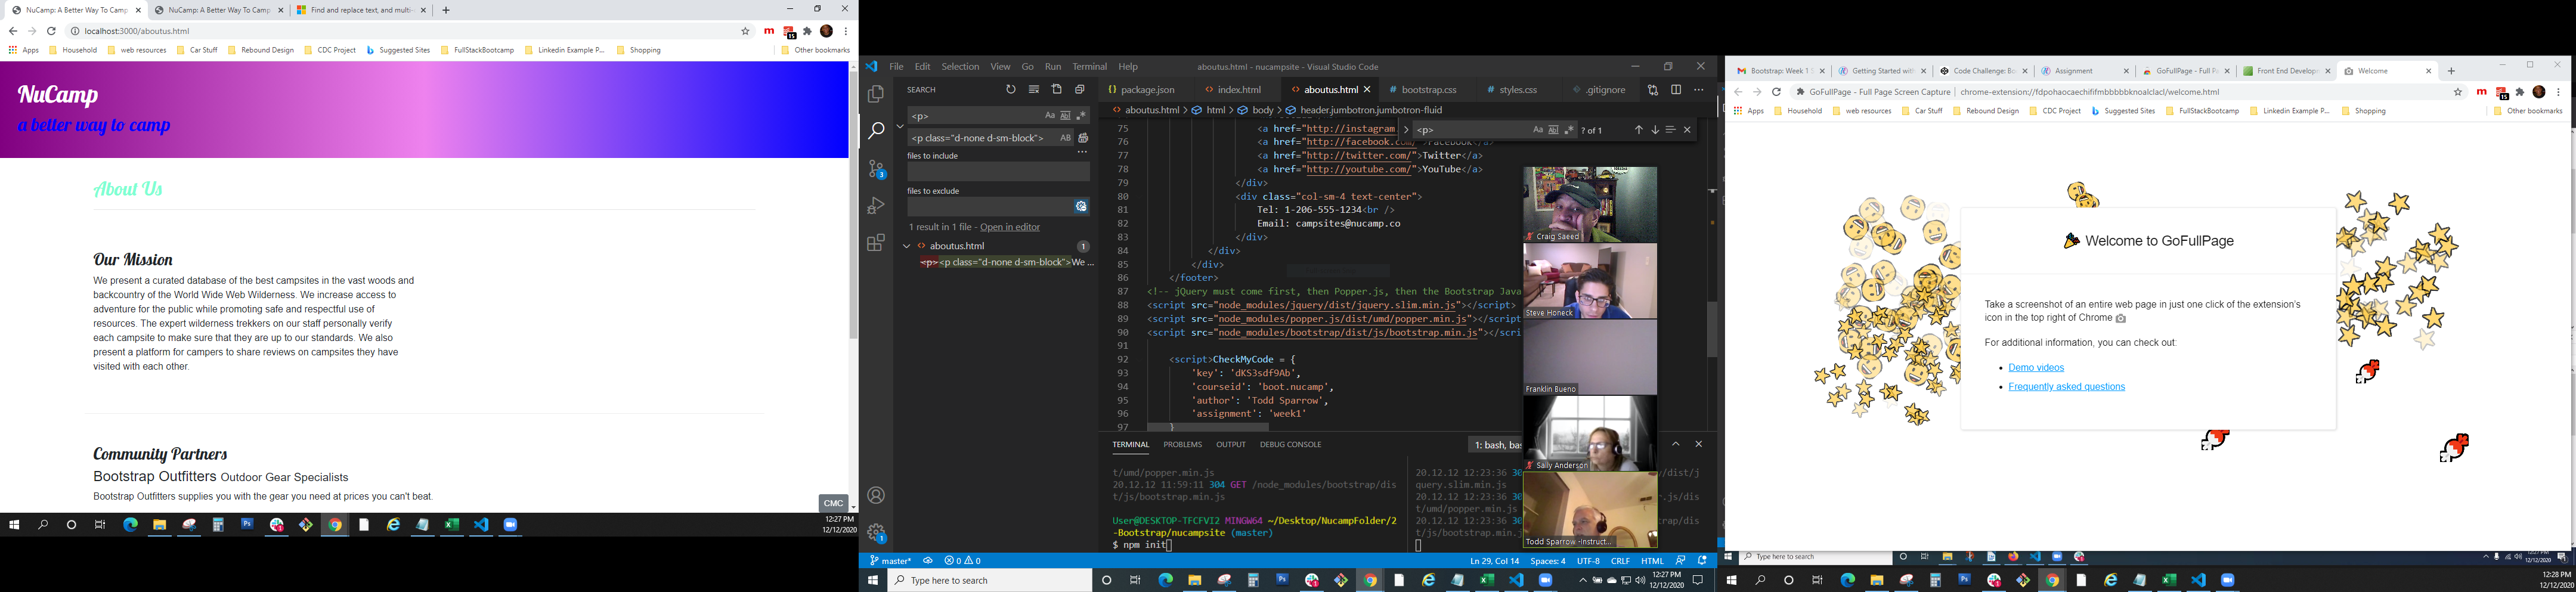 NuCamp: A Better Way To Camp
NuCamp: A Better Way To Camp
Find and replace text, and multi-
localhost:3000/aboutus.html
Apps
Household
web resources
Car Stuff
Rebound Design
CDC Project
Suggested Sites
FullStackBootcamp
Linkedin Example P...
Shopping
Other bookmarks
NuCamp
a better way to camp
About Us
Our Mission
We present a curated database of the best campsites in the vast woods and
backcountry of the World Wide Web Wilderness. We increase access to
adventure for the public while promoting safe and respectful use of
resources. The expert wilderness trekkers on our staff personally verify
each campsite to make sure that they are up to our standards. We also
present a platform for campers to share reviews on campsites they have
visited with each other.
Community Partners
Bootstrap Outfitters Outdoor Gear Specialists
Bootstrap Outfitters supplies you with the gear you need at prices you can't beat.
CMC
12:27 PM
12/12/2020
File Edit Selection View Go Run Terminal Help
aboutus.html - nucampsite - Visual Studio Code
SEARCH
<p>
<p class="d-none d-sm-block">
files to include
files to exclude
1 result in 1 file - Open in editor
aboutus.html 1
<p><p class="d-none d-sm-block">We ...
package.json
index.html
aboutus.html
bootstrap.css
styles.css
.gitignore
aboutus.html > html > body > header.jumbotron.jumbotron-fluid
<p>
? of 1
75 <a href="http://instagram.
76 <a href="http://facebook.com/">Facebook</a>
77 <a href="http://twitter.com/">Twitter</a>
78 <a href="http://youtube.com/">YouTube</a>
79 </div>
80 <div class="col-sm-4 text-center">
81 Tel: 1-206-555-1234<br />
82 Email: campsites@nucamp.co
83 </div>
84 </div>
85 </div>
86 </footer>
87 <!-- jQuery must come first, then Popper.js, then the Bootstrap Java
88 <script src="node_modules/jquery/dist/jquery.slim.min.js"></script>
89 <script src="node_modules/popper.js/dist/umd/popper.min.js"></script
90 <script src="node_modules/bootstrap/dist/js/bootstrap.min.js"></scri
91
92 <script>CheckMyCode = {
93 'key': 'dKS3sdf9Ab',
94 'courseid': 'boot.nucamp',
95 'author': 'Todd Sparrow',
96 'assignment': 'week1'
97 }
TERMINAL PROBLEMS OUTPUT DEBUG CONSOLE
1: bash, bas
t/umd/popper.min.js
20.12.12 11:59:11 304 GET /node_modules/bootstrap/dis
t/js/bootstrap.min.js
User@DESKTOP-TFCFVI2 MINGW64 ~/Desktop/NucampFolder/2
-Bootstrap/nucampsite (master)
$ npm init
20.12.12 12:23:36 30
query.slim.min.js
20.12.12 12:23:36 30
t/umd/popper.min.js
20.12.12 12:23:36 30
t/js/bootstrap.min.js
Craig Saeed
Steve Honeck
Franklin Bueno
Sally Anderson
Todd Sparrow -instruct...
master*
0 0
Ln 29, Col 14
Spaces: 4
UTF-8
CRLF
HTML
Type here to search
12:27 PM
12/12/2020
Bootstrap: Week 1
Getting Started with
Code Challenge: Bo
Assignment
GoFullPage - Full P
Front End Develope
Welcome
GoFullPage - Full Page Screen Capture | chrome-extension://fdpohaocaechififmbbbbbknoalclacl/welcome.html
Apps
Household
web resources
Car Stuff
Rebound Design
CDC Project
Suggested Sites
FullStackBootcamp
Linkedin Example P...
Shopping
Other bookmarks
Welcome to GoFullPage
Take a screenshot of an entire web page in just one click of the extension's
icon in the top right of Chrome
For additional information, you can check out:
Demo videos
Frequently asked questions
Type here to search
12/12/2020
12:28 PM
12/12/2020